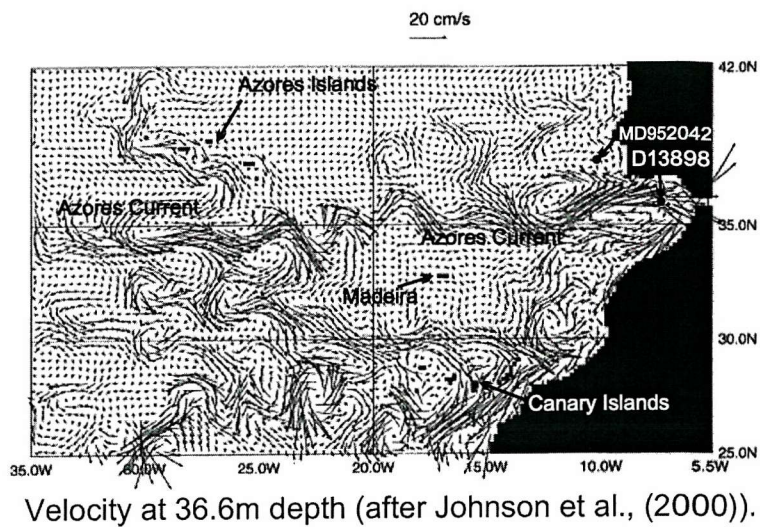 20 cm/s
42.0N
Azores Islands
MD952042
D13898
Azores Current
35.0N
Azores Current
Madeira
30.0N
Canary Islands
25.0N
35.0W 30.0W 25.0W 20.0W 15.0W 10.0W 5.5W
Velocity at 36.6m depth (after Johnson et al., (2000)).